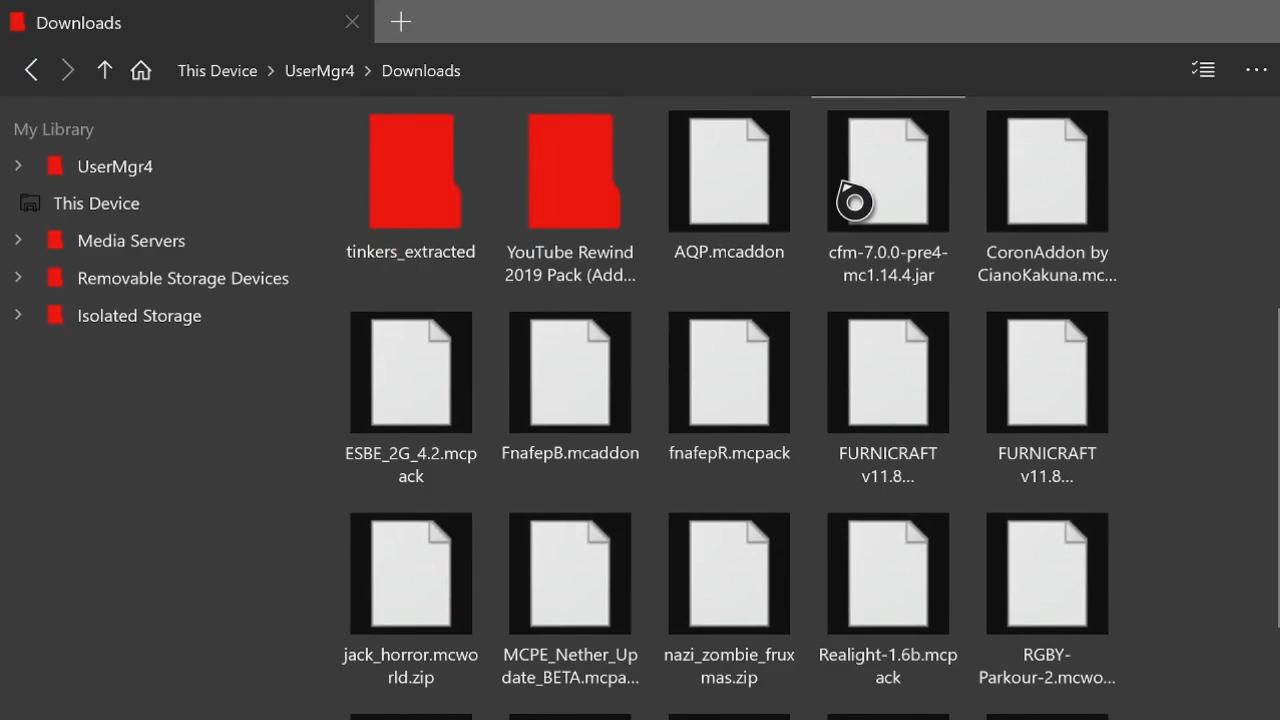 Downloads
This Device > UserMgr4 > Downloads
My Library
UserMgr4
This Device
Media Servers
Removable Storage Devices
Isolated Storage
tinkers_extracted
YouTube Rewind
2019 Pack (Add...
AQP.mcaddon
cfm-7.0.0-pre4-
mc1.14.4.jar
CoronAddon by
CianoKakuna.mc...
ESBE_2G_4.2.mcp
ack
FnafepB.mcaddon
fnafepR.mcpack
FURNICRAFT
v11.8...
FURNICRAFT
v11.8...
jack_horror.mcwo
rld.zip
MCPE_Nether_Up
date_BETA.mcpa...
nazi_zombie_frux
mas.zip
Realight-1.6b.mcp
ack
RGBY-
Parkour-2.mcwo...